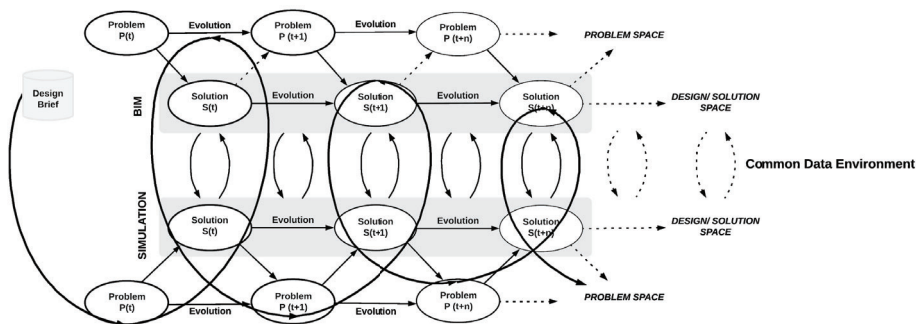 Problem
P(t)
Evolution
Problem
P (t+1)
Evolution
Problem
P (t+n)
PROBLEM SPACE
Design
Brief
BIM
Solution
S(t)
Evolution
Solution
S(t+1)
Evolution
Solution
S(t+n)
DESIGN/ SOLUTION
SPACE
Common Data Environment
SIMULATION
Solution
S(t)
Evolution
Solution
S(t+1)
Evolution
Solution
S(t+n)
DESIGN/ SOLUTION
SPACE
Problem
P(t)
Evolution
Problem
P (t+1)
Evolution
Problem
P (t+n)
PROBLEM SPACE